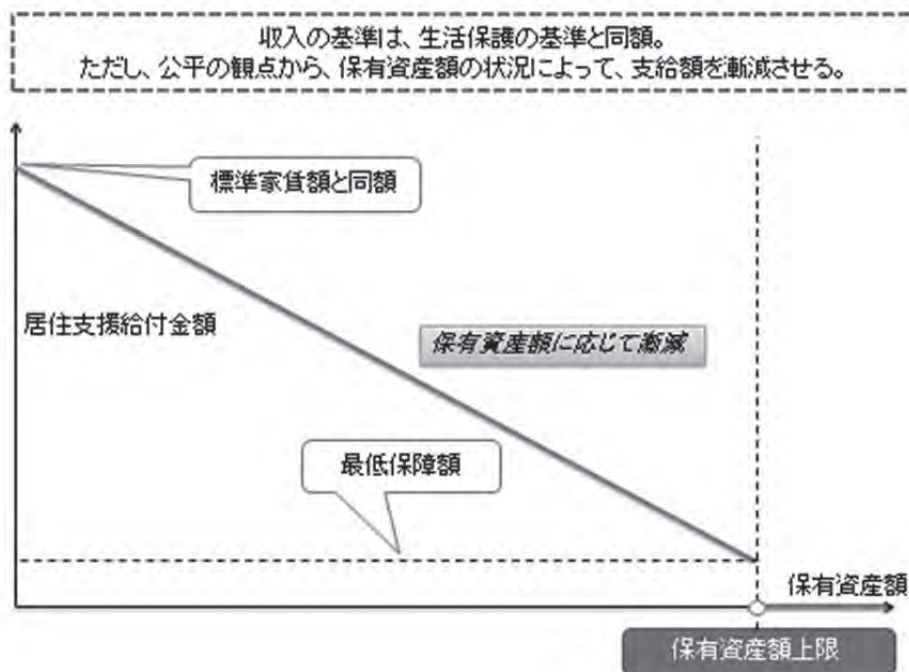 収入の基準は、生活保護の基準と同額。
ただし、公平の観点から、保有資産額の状況によって、支給額を漸減させる。
標準家賃額と同額
居住支援給付金額
保有資産額に応じて漸減
最低保障額
保有資産額
保有資産額上限